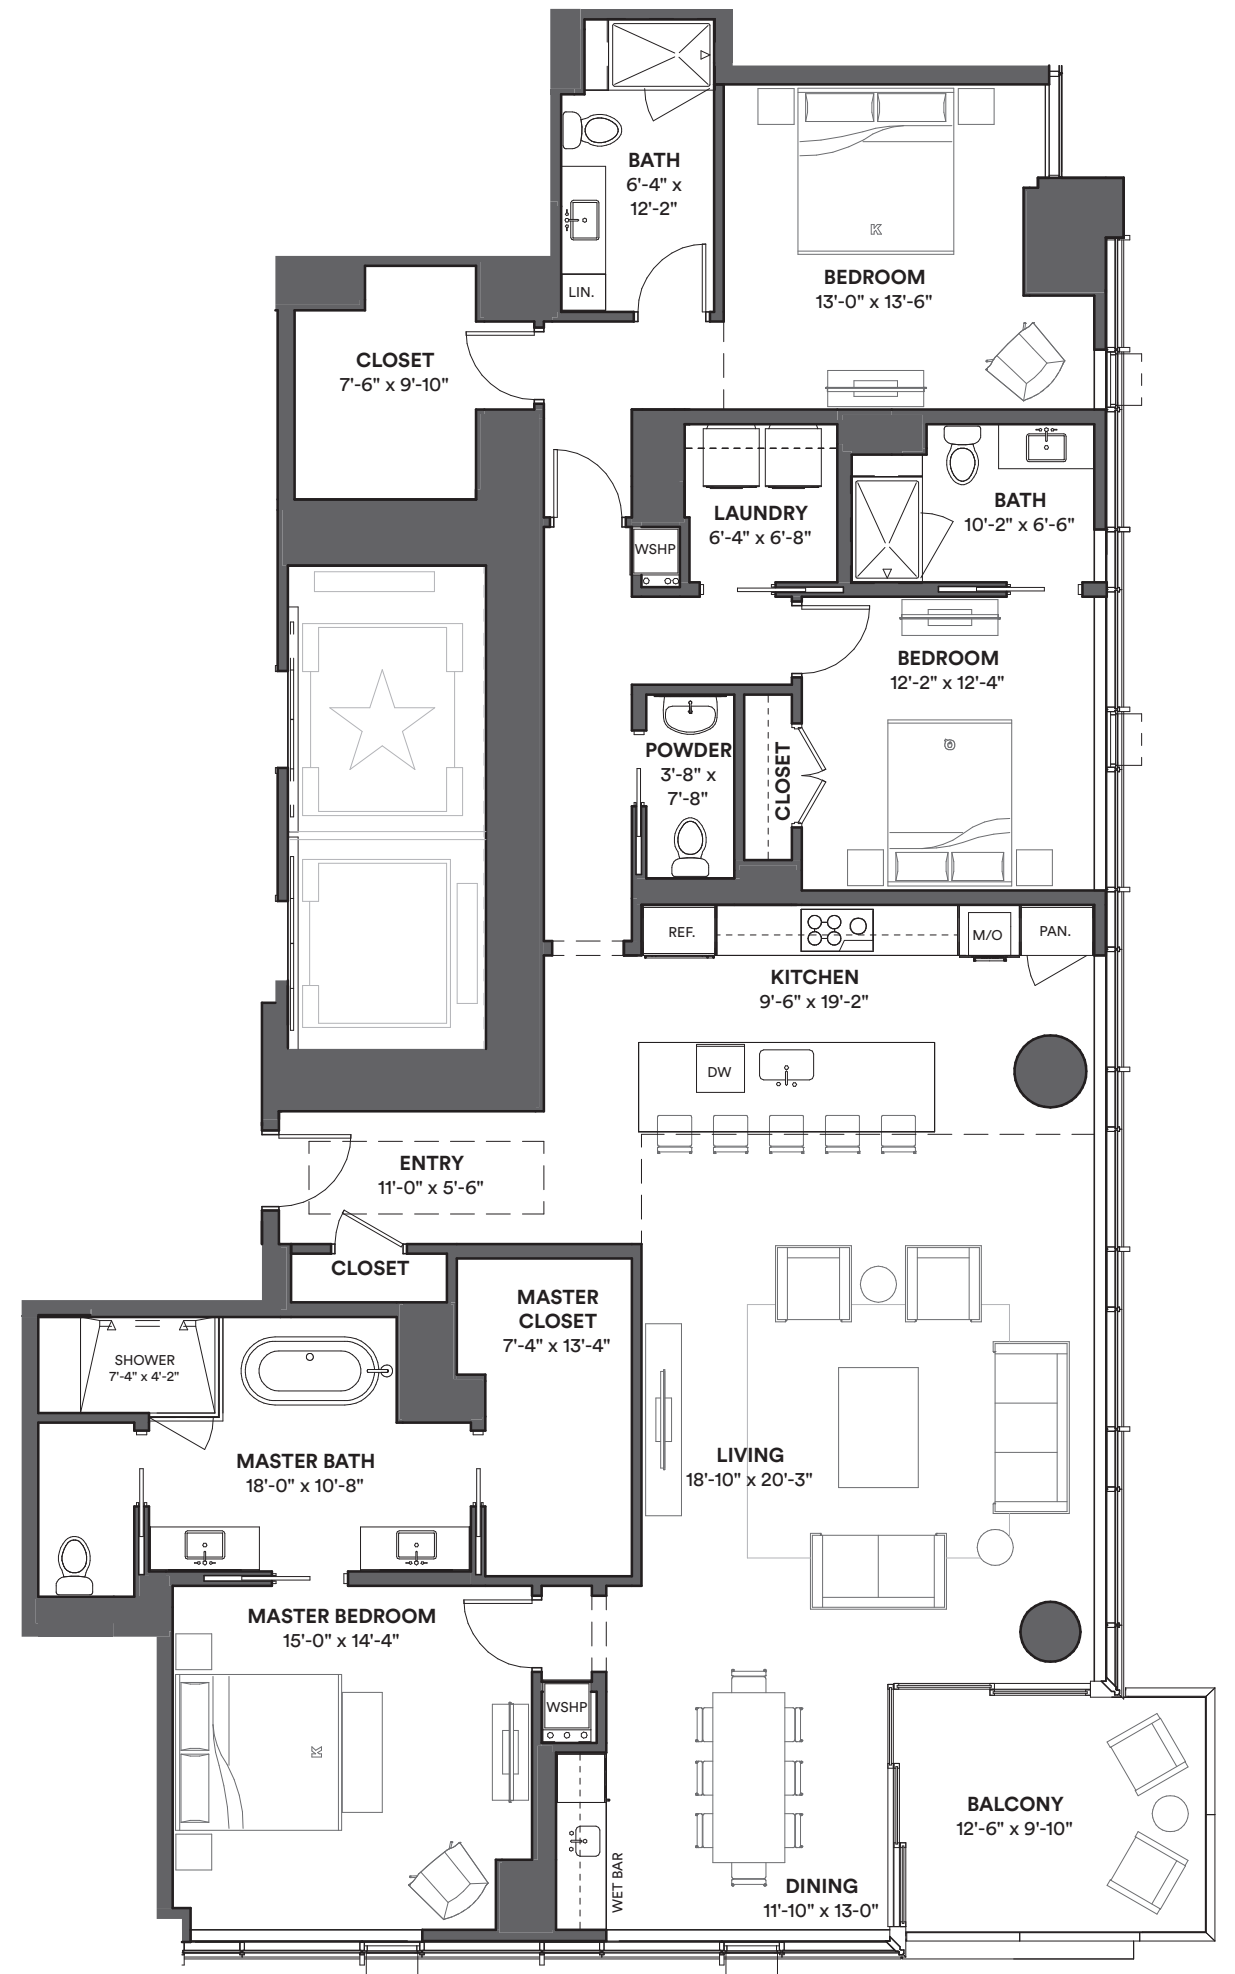 BATH
6'-4" x
12'-2"
LIN.
BEDROOM
13'-0" x 13'-6"
K
CLOSET
7'-6" x 9'-10"
LAUNDRY
6'-4" x 6'-8"
BATH
10'-2" x 6'-6"
WSHP
BEDROOM
12'-2" x 12'-4"
Q
POWDER
3'-8" x
7'-8"
CLOSET
REF.
M/O
PAN.
KITCHEN
9'-6" x 19'-2"
DW
ENTRY
11'-0" x 5'-6"
CLOSET
MASTER
CLOSET
7'-4" x 13'-4"
SHOWER
7'-4" x 4'-2"
MASTER BATH
18'-0" x 10'-8"
LIVING
18'-10" x 20'-3"
MASTER BEDROOM
15'-0" x 14'-4"
K
WSHP
WET BAR
BALCONY
12'-6" x 9'-10"
DINING
11'-10" x 13-0"